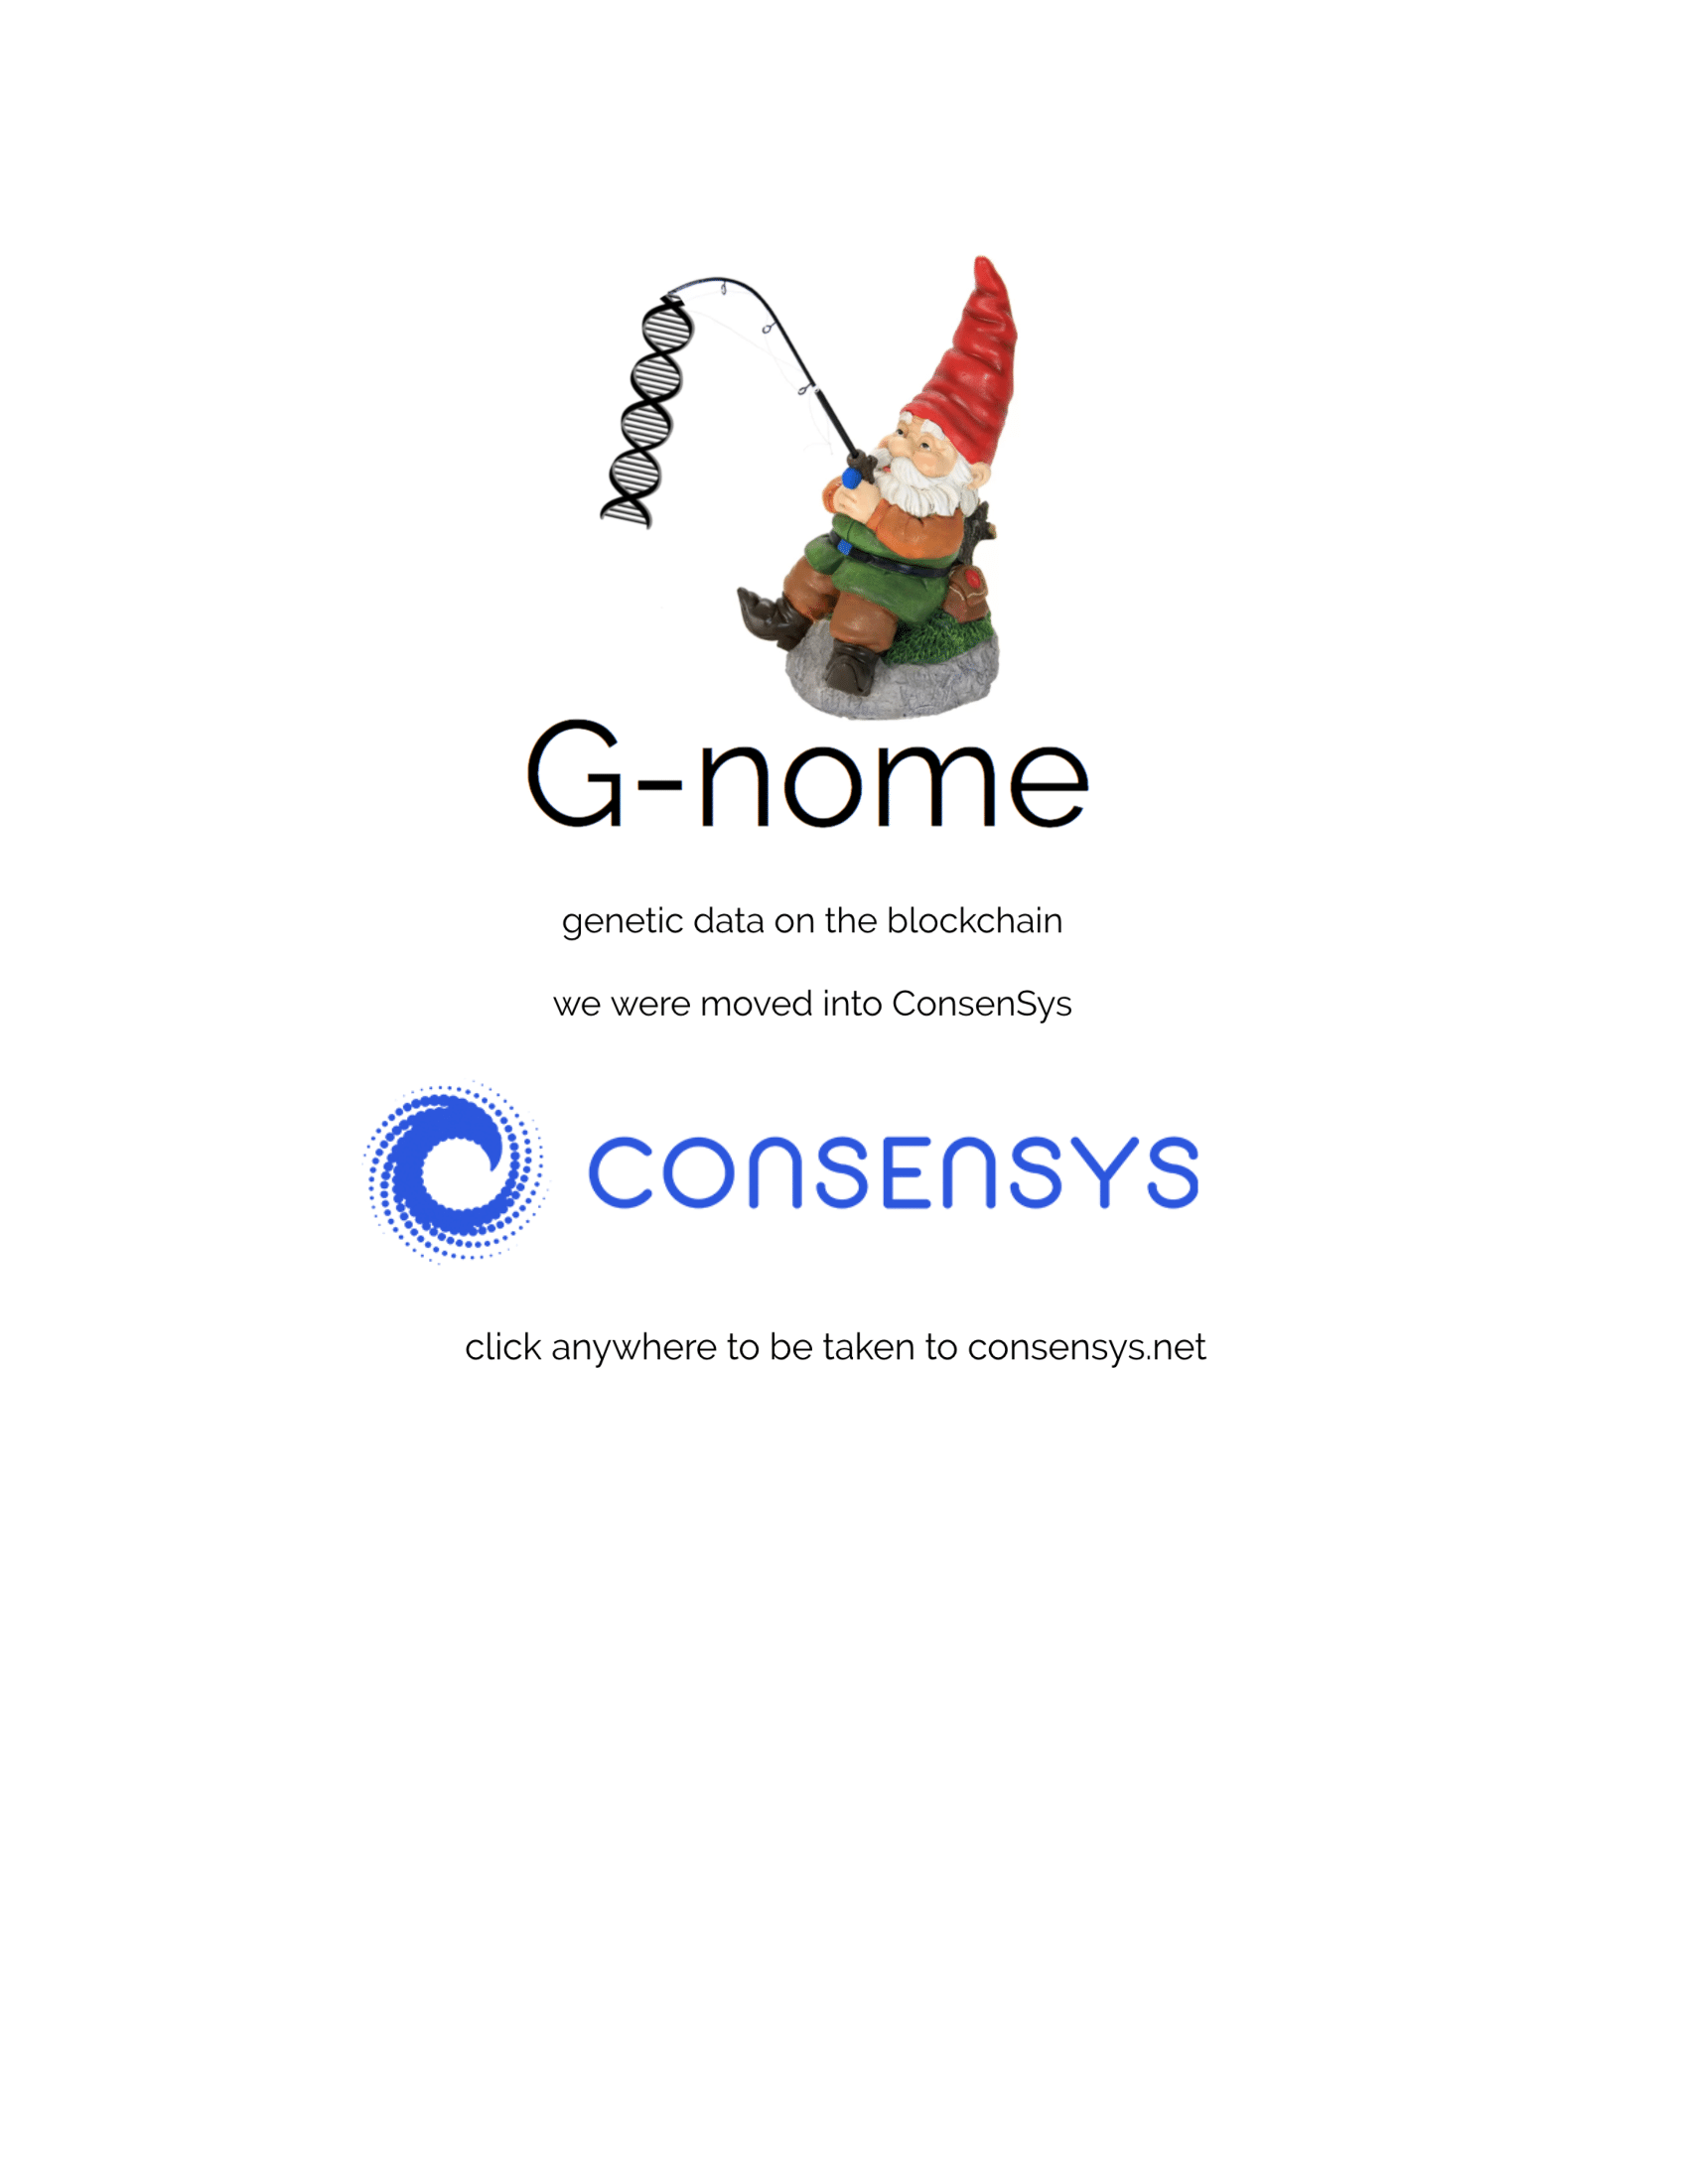 G-nome
genetic data on the blockchain
we were moved into ConsenSys
CONSENSYS
click anywhere to be taken to consensys.net